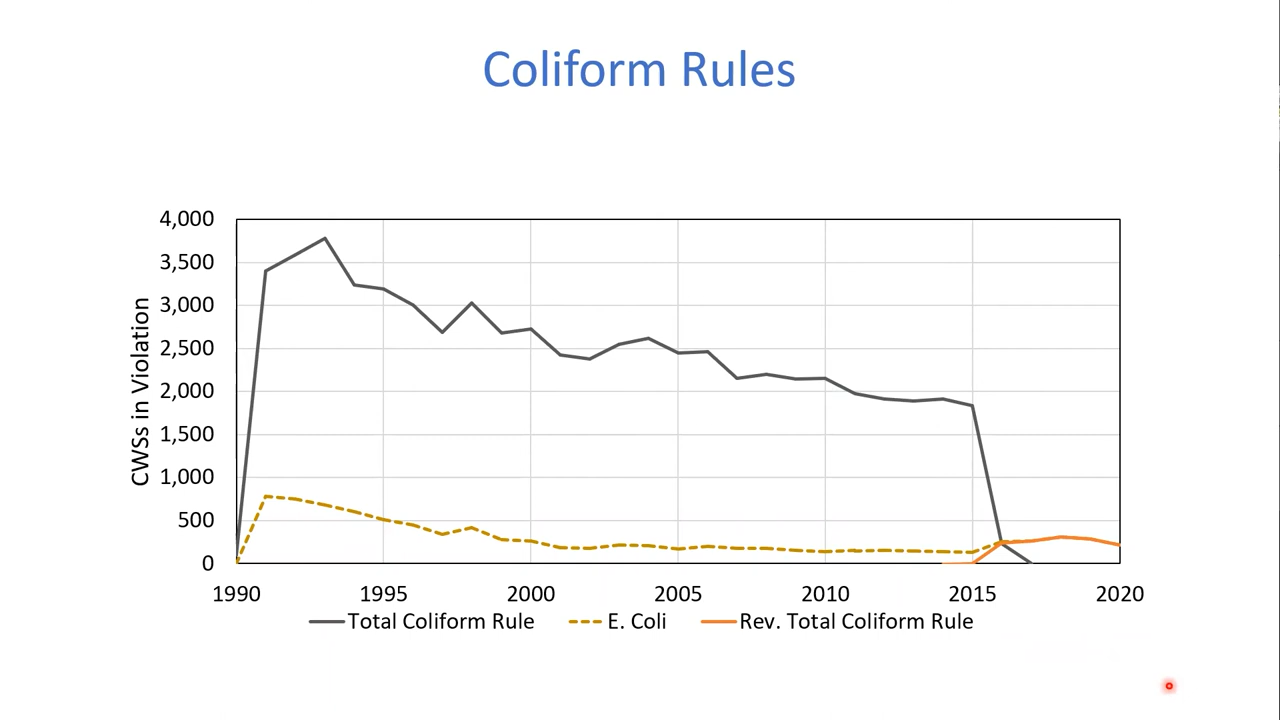 Coliform Rules
4,000
3,500
3,000
2,500
2,000
1,500
1,000
500
0
CWSs in Violation
1990 1995 2000 2005 2010 2015 2020
Total Coliform Rule E. Coli Rev. Total Coliform Rule